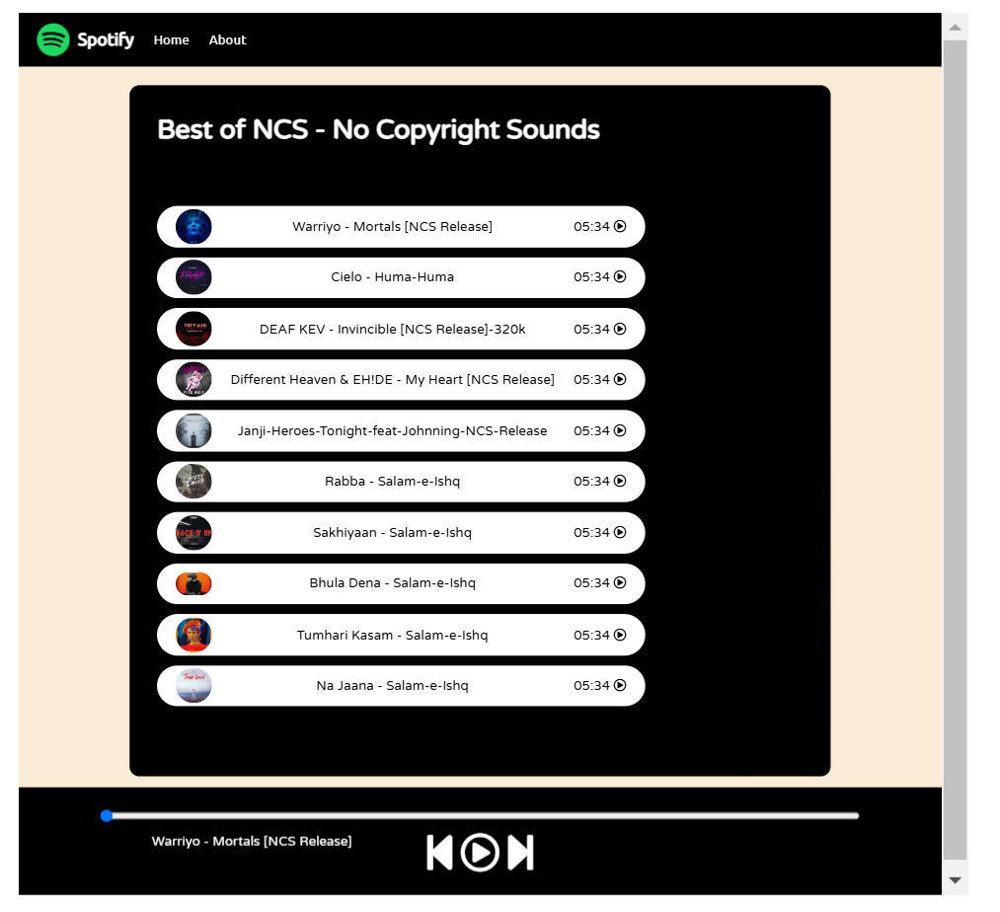 Spotify Home About
Best of NCS - No Copyright Sounds
Warriyo - Mortals [NCS Release] 05:34
Cielo - Huma-Huma 05:34
DEAF KEV - Invincible [NCS Release]-320k 05:34
Different Heaven & EH!DE - My Heart [NCS Release] 05:34
Janji-Heroes-Tonight-feat-Johnning-NCS-Release 05:34
Rabba - Salam-e-Ishq 05:34
Sakhiyaan - Salam-e-Ishq 05:34
Bhula Dena - Salam-e-Ishq 05:34
Tumhari Kasam - Salam-e-Ishq 05:34
Na Jaana - Salam-e-Ishq 05:34
Warriyo - Mortals [NCS Release]